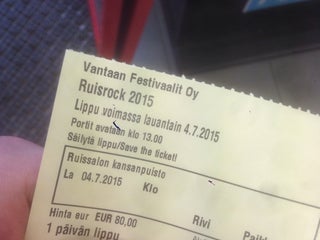 Vantaan Festivaalit Oy
Ruisrock 2015
Lippu voimassa lauantain 4.7.2015
Portit avataan klo 13.00
Säilytä lippu/Save the ticket!
Ruissalon kansanpuisto
La 04.7.2015 Klo
Hinta eur EUR 80,00 Rivi
1 päivän lippu